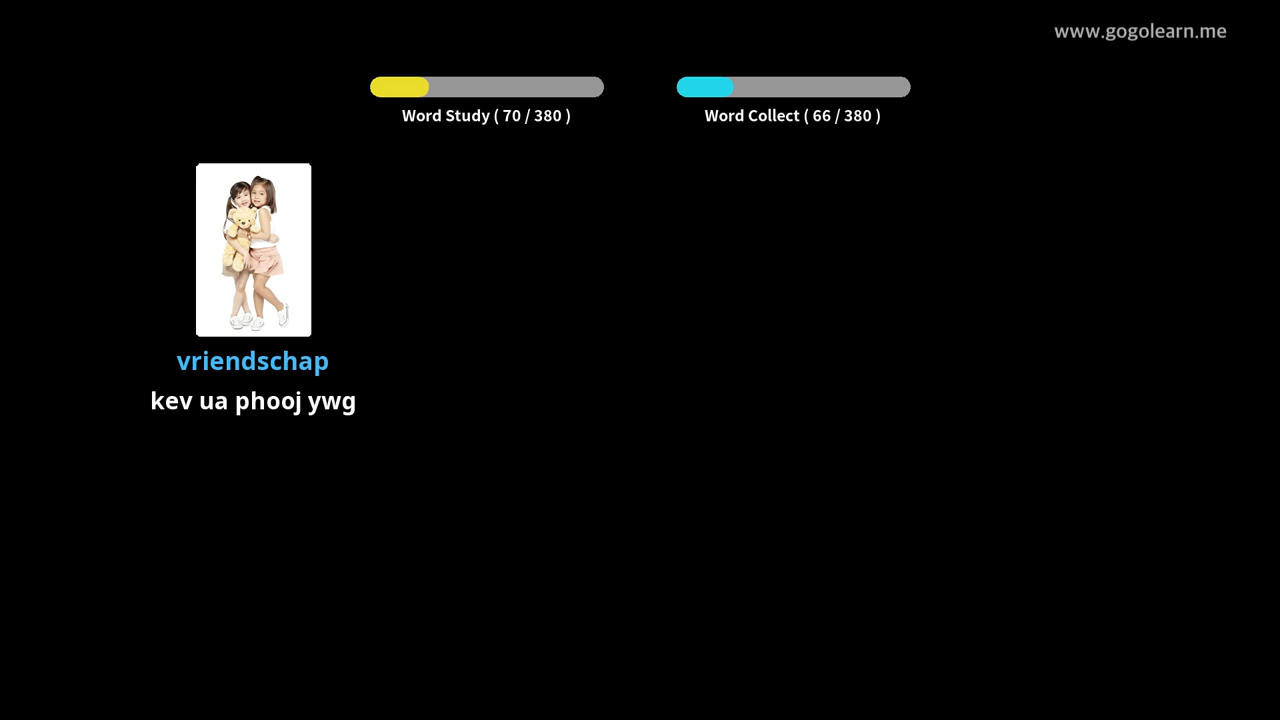 www.gogolearn.me
Word Study ( 70 / 380 )
Word Collect ( 66 / 380 )
vriendschap
kev ua phooj ywg